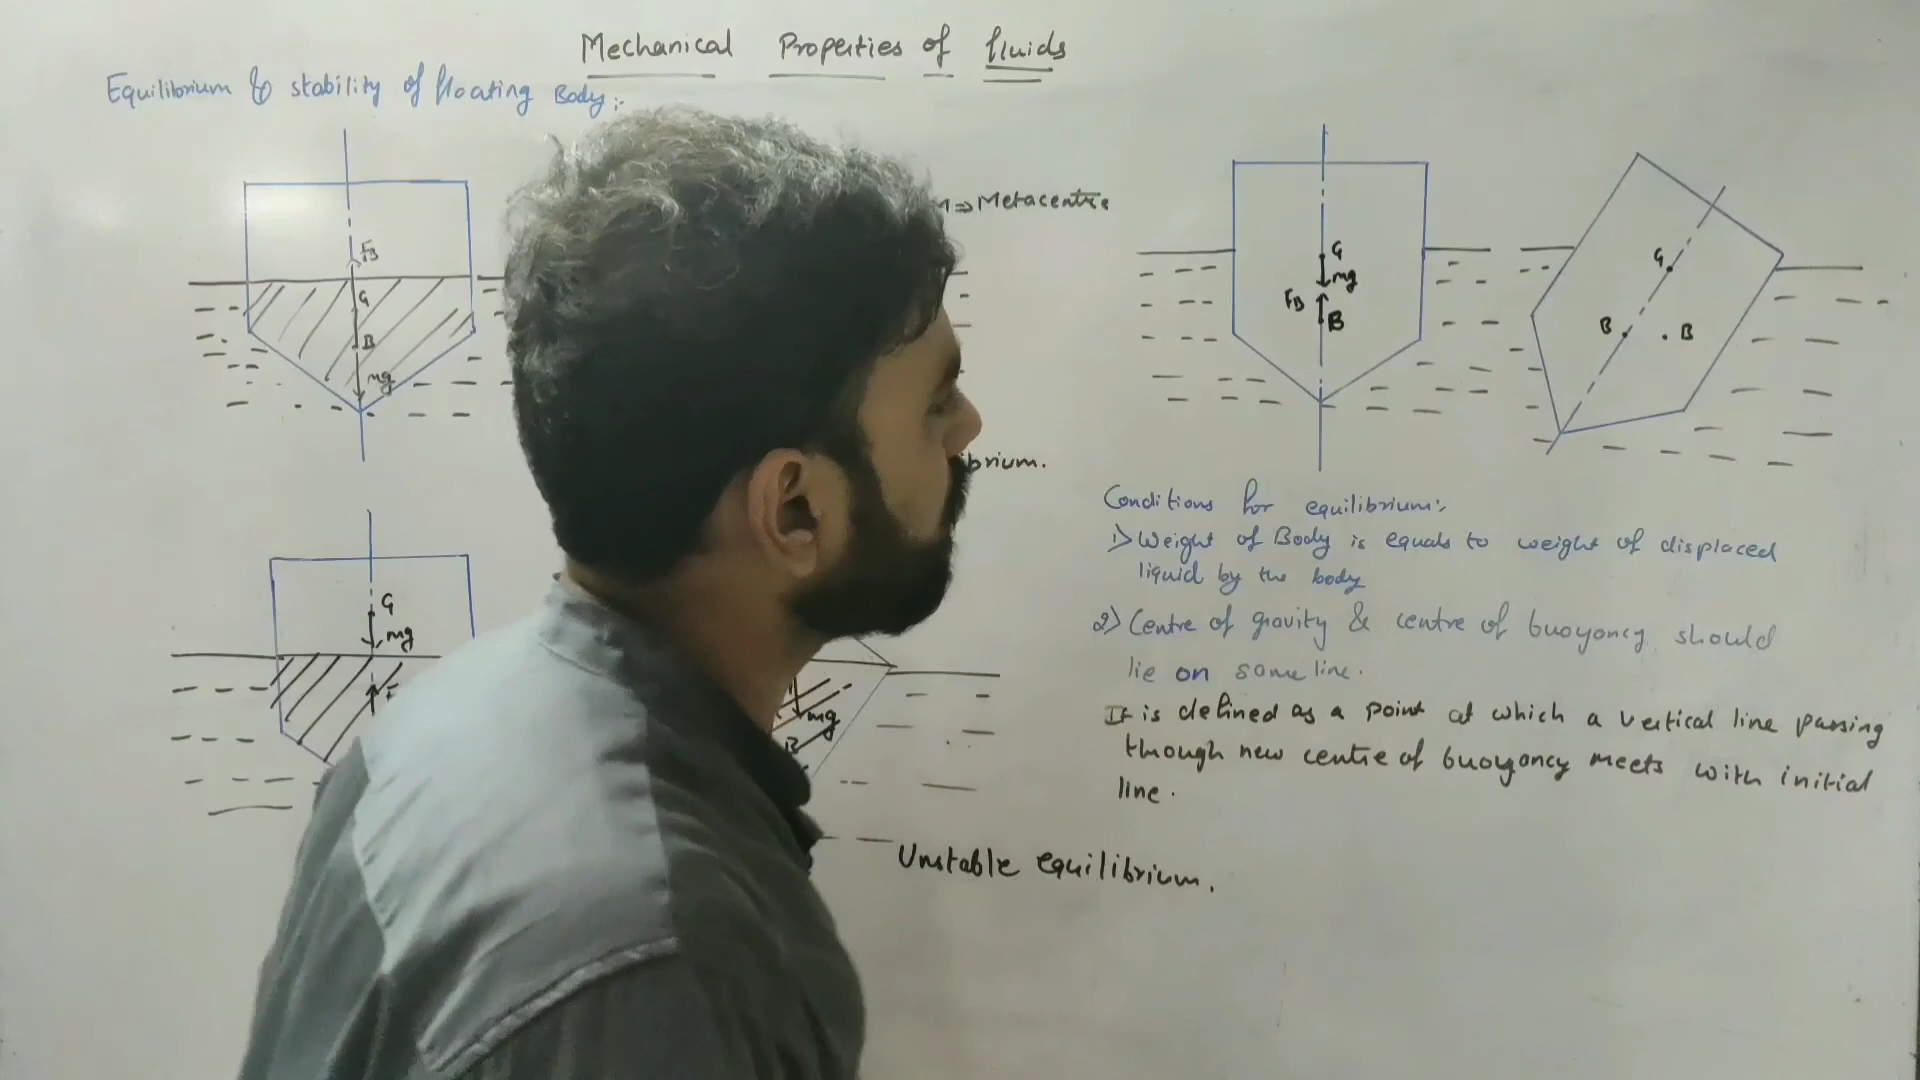 Mechanical Properties of fluids
Equilibrium & stability of floating Body:-
FB
G
B
mg
M ⇒ Metacentre
G
mg
FB
B
G
B
B
librium.
Conditions for equilibrium:-
1) Weight of Body is equals to weight of displaced
liquid by the body
2) Centre of gravity & centre of buoyoncy should
lie on same line.
It is defined as a point at which a vertical line passing
through new centre of buoyoncy meets with initial
line.
G
mg
F
mg
B
Unstable equilibrium.